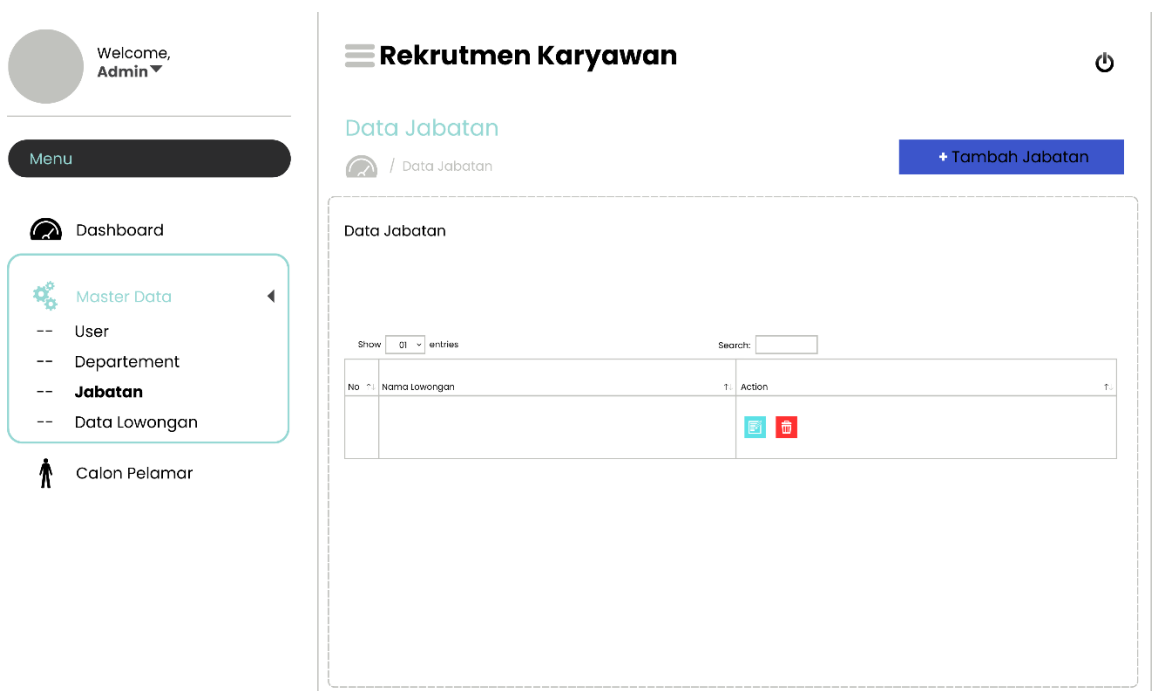 Welcome,
Admin
Menu
Dashboard
Master Data
-- User
-- Departement
-- Jabatan
-- Data Lowongan
Calon Pelamar
Rekrutmen Karyawan
Data Jabatan
/ Data Jabatan
+ Tambah Jabatan
Data Jabatan
Show 01 entries
Search:
No Nama Lowongan Action